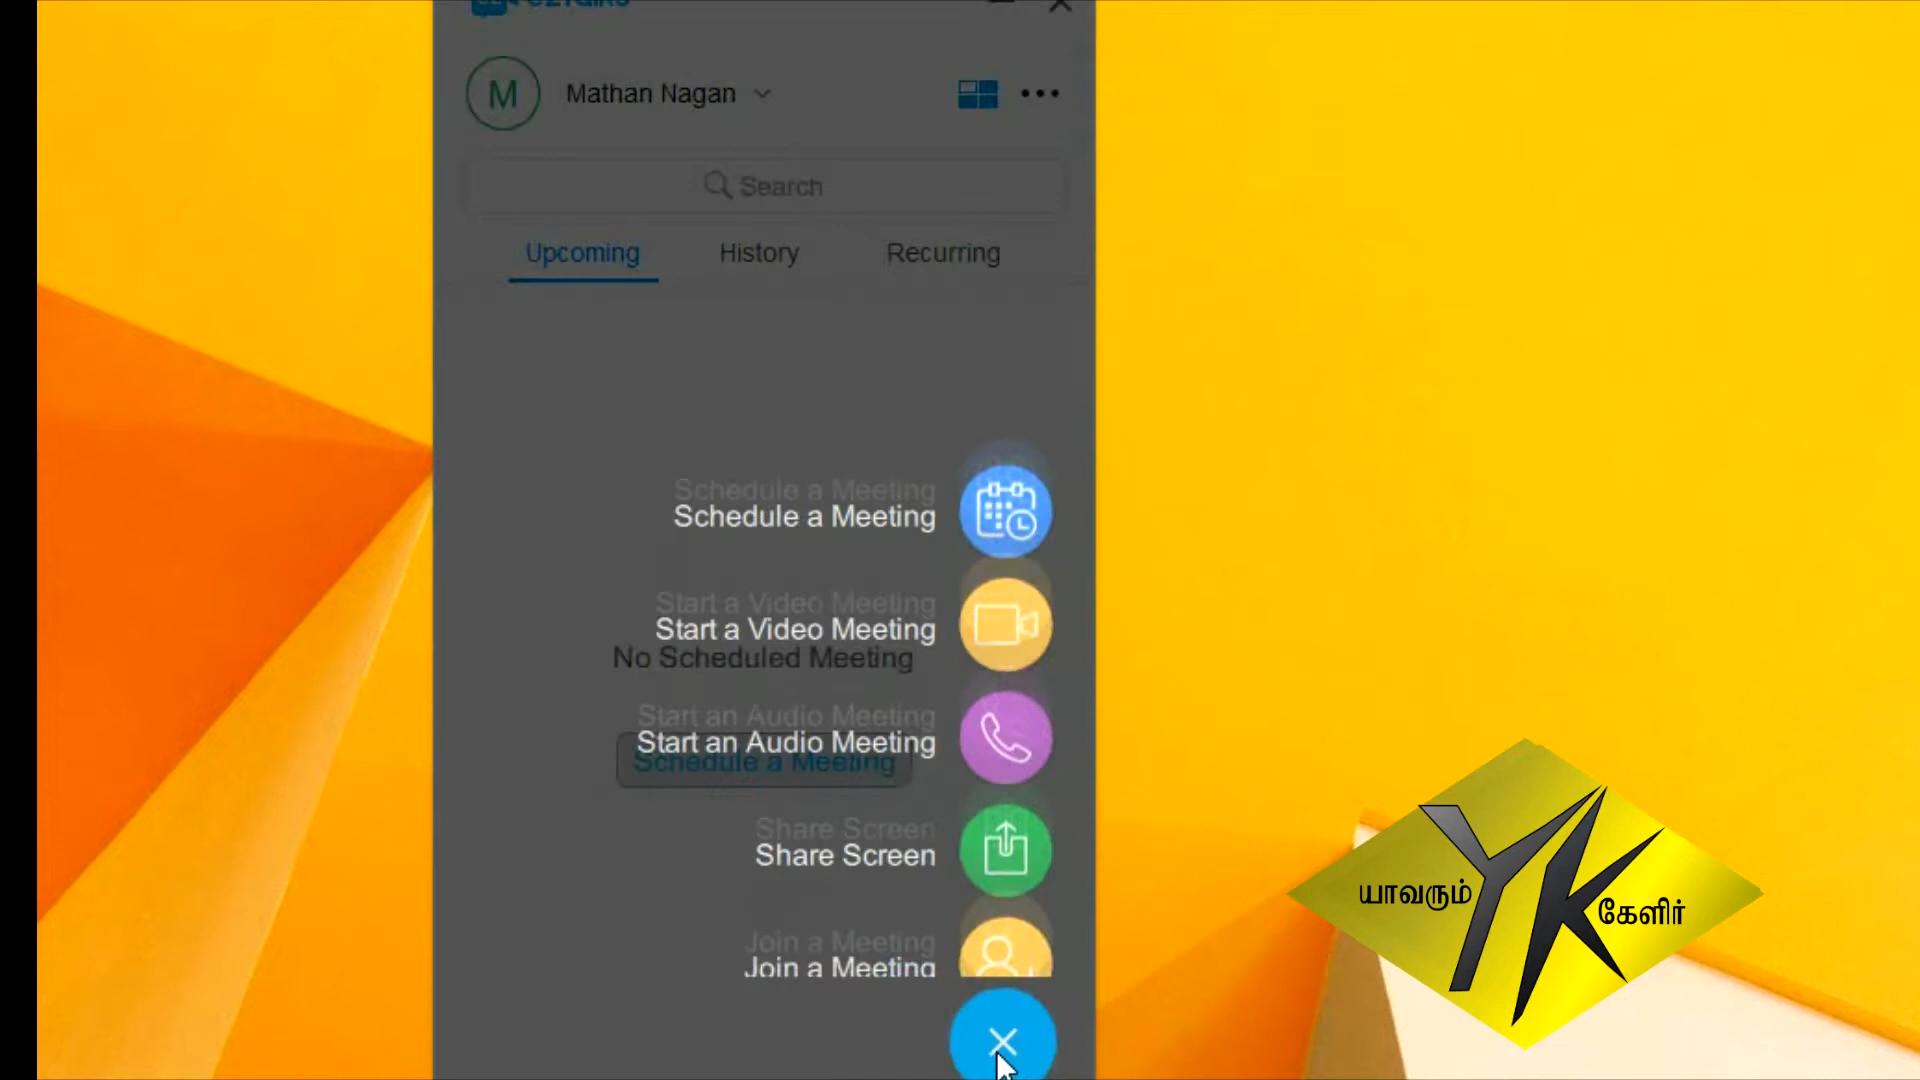 ezTalks
M
Mathan Nagan
Search
Upcoming
History
Recurring
Schedule a Meeting
Schedule a Meeting
Start a Video Meeting
Start a Video Meeting
No Scheduled Meeting
Start an Audio Meeting
Start an Audio Meeting
Schedule a Meeting
Share Screen
Share Screen
Join a Meeting
Join a Meeting
யாவரும்
YK
கேளிர்